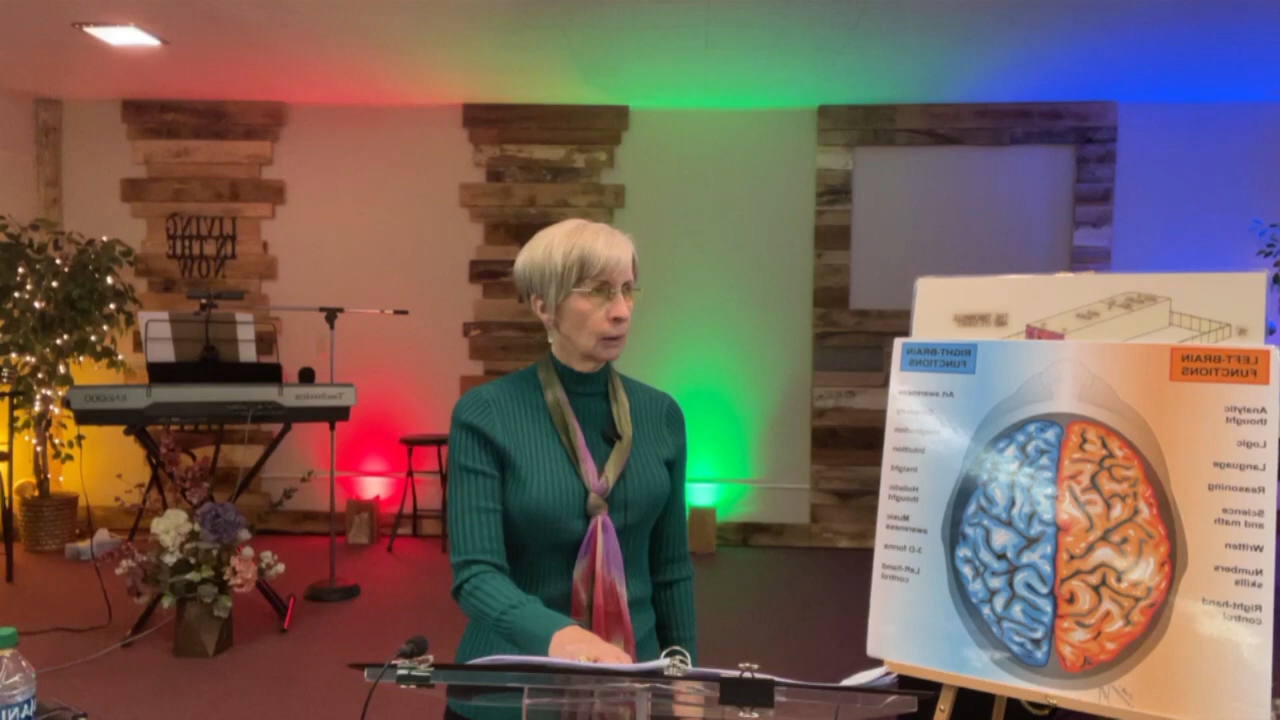 LIVING
IN THE
NOW
Technics
RIGHT-BRAIN
FUNCTIONS
Art awareness
Creativity
Imagination
Intuition
Insight
Holistic
thought
Music
awareness
3-D forms
Left-hand
control
LEFT-BRAIN
FUNCTIONS
Analytic
thought
Logic
Language
Reasoning
Science
and math
Written
Numbers
skills
Right-hand
control